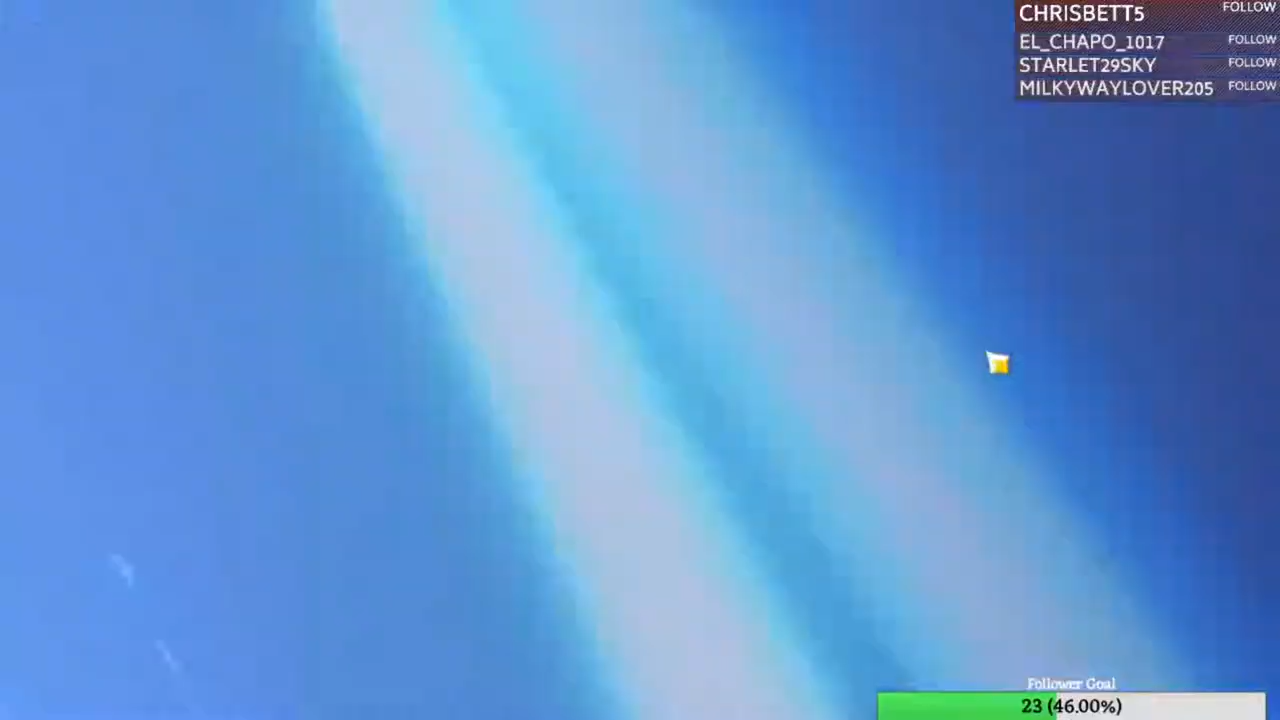 CHRISBETT5 FOLLOW
EL_CHAPO_1017 FOLLOW
STARLET29SKY FOLLOW
MILKYWAYLOVER205 FOLLOW
Follower Goal
23 (46.00%)